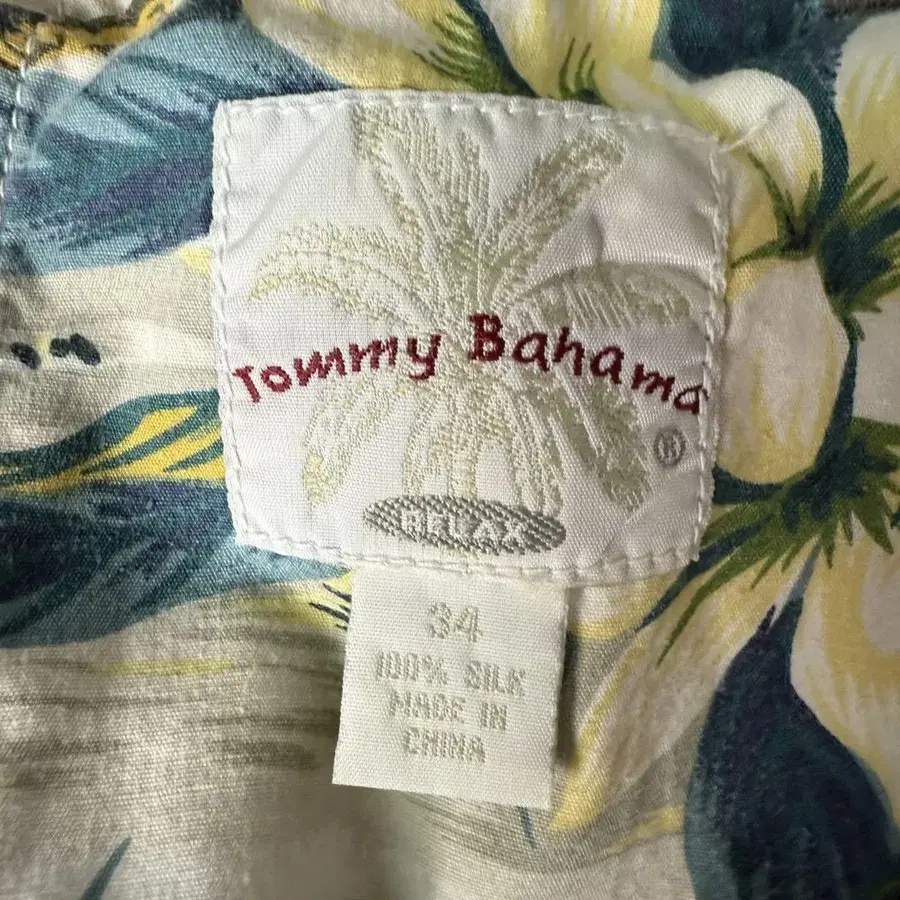 Tommy Bahama
®
RELAX
34
100% SILK
MADE IN
CHINA